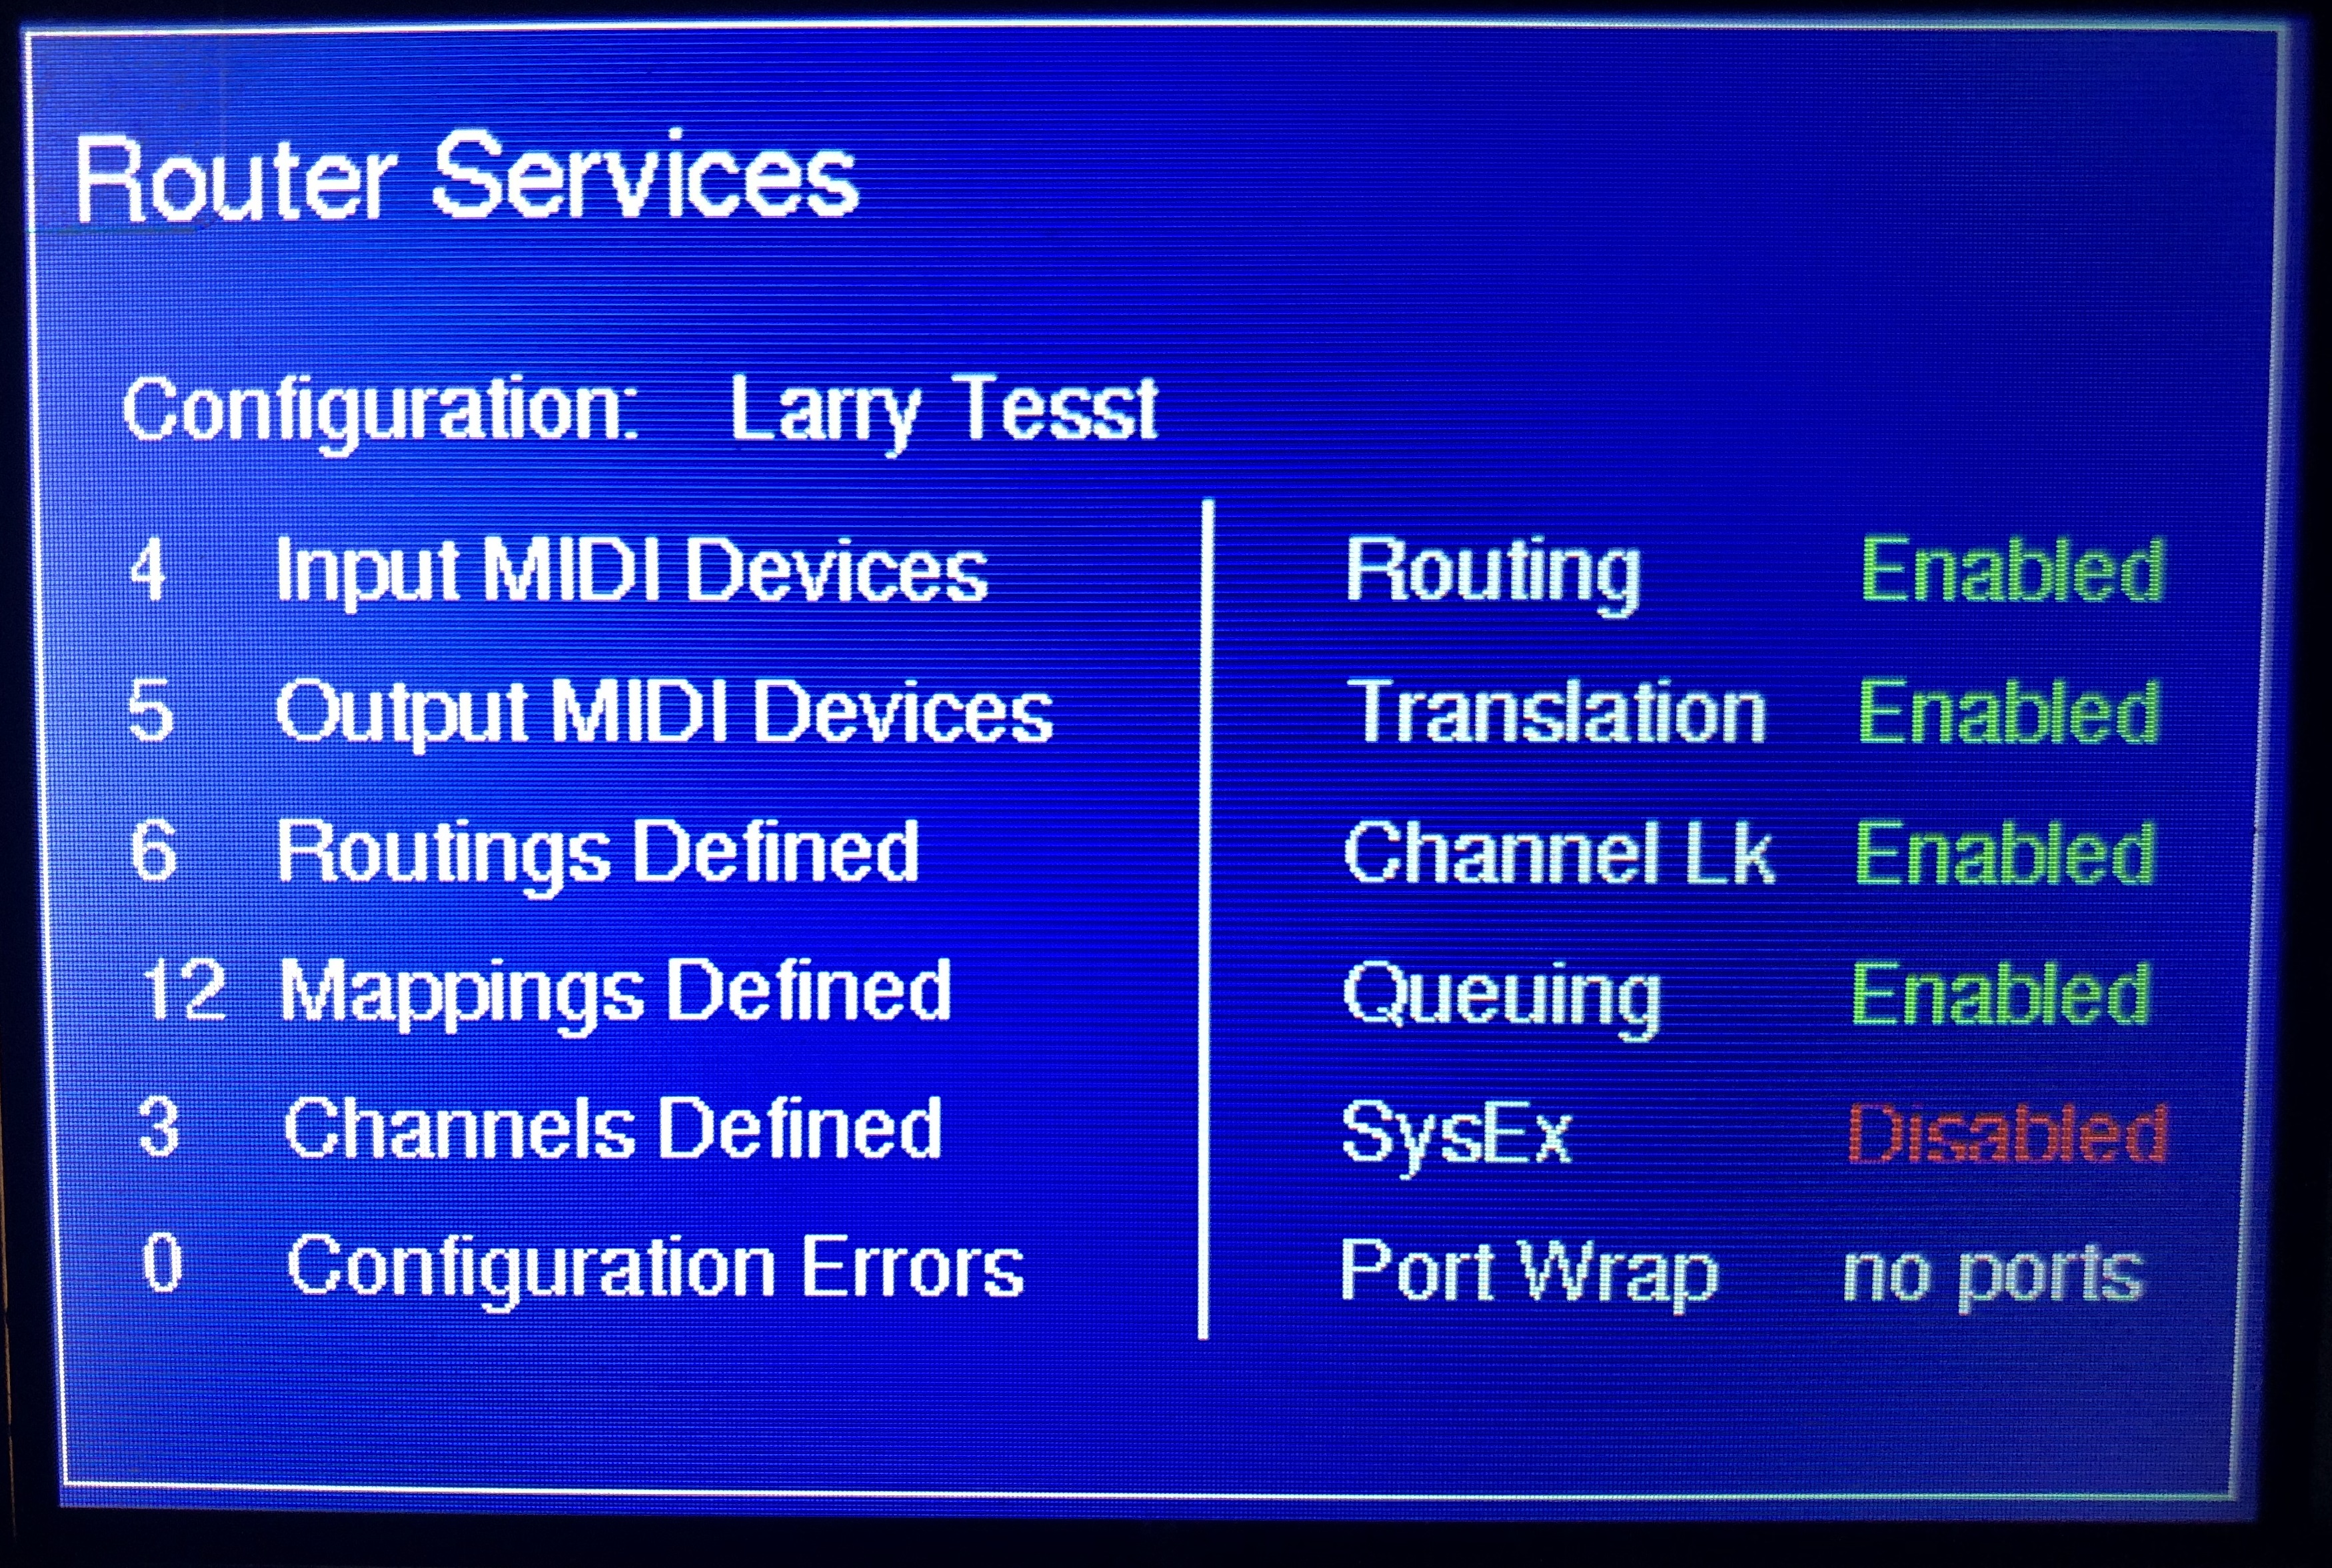 Router Services
Configuration: Larry Tesst
4 Input MIDI Devices
5 Output MIDI Devices
6 Routings Defined
12 Mappings Defined
3 Channels Defined
0 Configuration Errors
Routing Enabled
Translation Enabled
Channel Lk Enabled
Queuing Enabled
SysEx Disabled
Port Wrap no ports